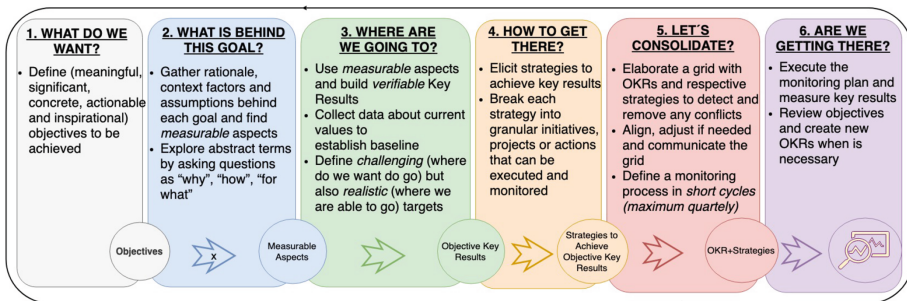 1. WHAT DO WE
WANT?
• Define (meaningful,
significant,
concrete, actionable
and inspirational)
objectives to be
achieved
Objectives
2. WHAT IS BEHIND
THIS GOAL?
• Gather rationale,
context factors and
assumptions behind
each goal and find
measurable aspects
• Explore abstract terms
by asking questions
as “why”, “how”, “for
what”
x
Measurable
Aspects
3. WHERE ARE
WE GOING TO?
• Use measurable aspects
and build verifiable Key
Results
• Collect data about current
values to
establish baseline
• Define challenging (where
do we want do go) but
also realistic (where we
are able to go) targets
Objective Key
Results
4. HOW TO GET
THERE?
• Elicit strategies to
achieve key results
• Break each
strategy into
granular initiatives,
projects or actions
that can be
executed and
monitored
Strategies to
Achieve
Objective Key
Results
5. LET´S
CONSOLIDATE?
• Elaborate a grid with
OKRs and respective
strategies to detect and
remove any conflicts
• Align, adjust if needed
and communicate the
grid
• Define a monitoring
process in short cycles
(maximum quartely)
OKR+Strategies
6. ARE WE
GETTING THERE?
• Execute the
monitoring plan and
measure key results
• Review objectives
and create new
OKRs when is
necessary